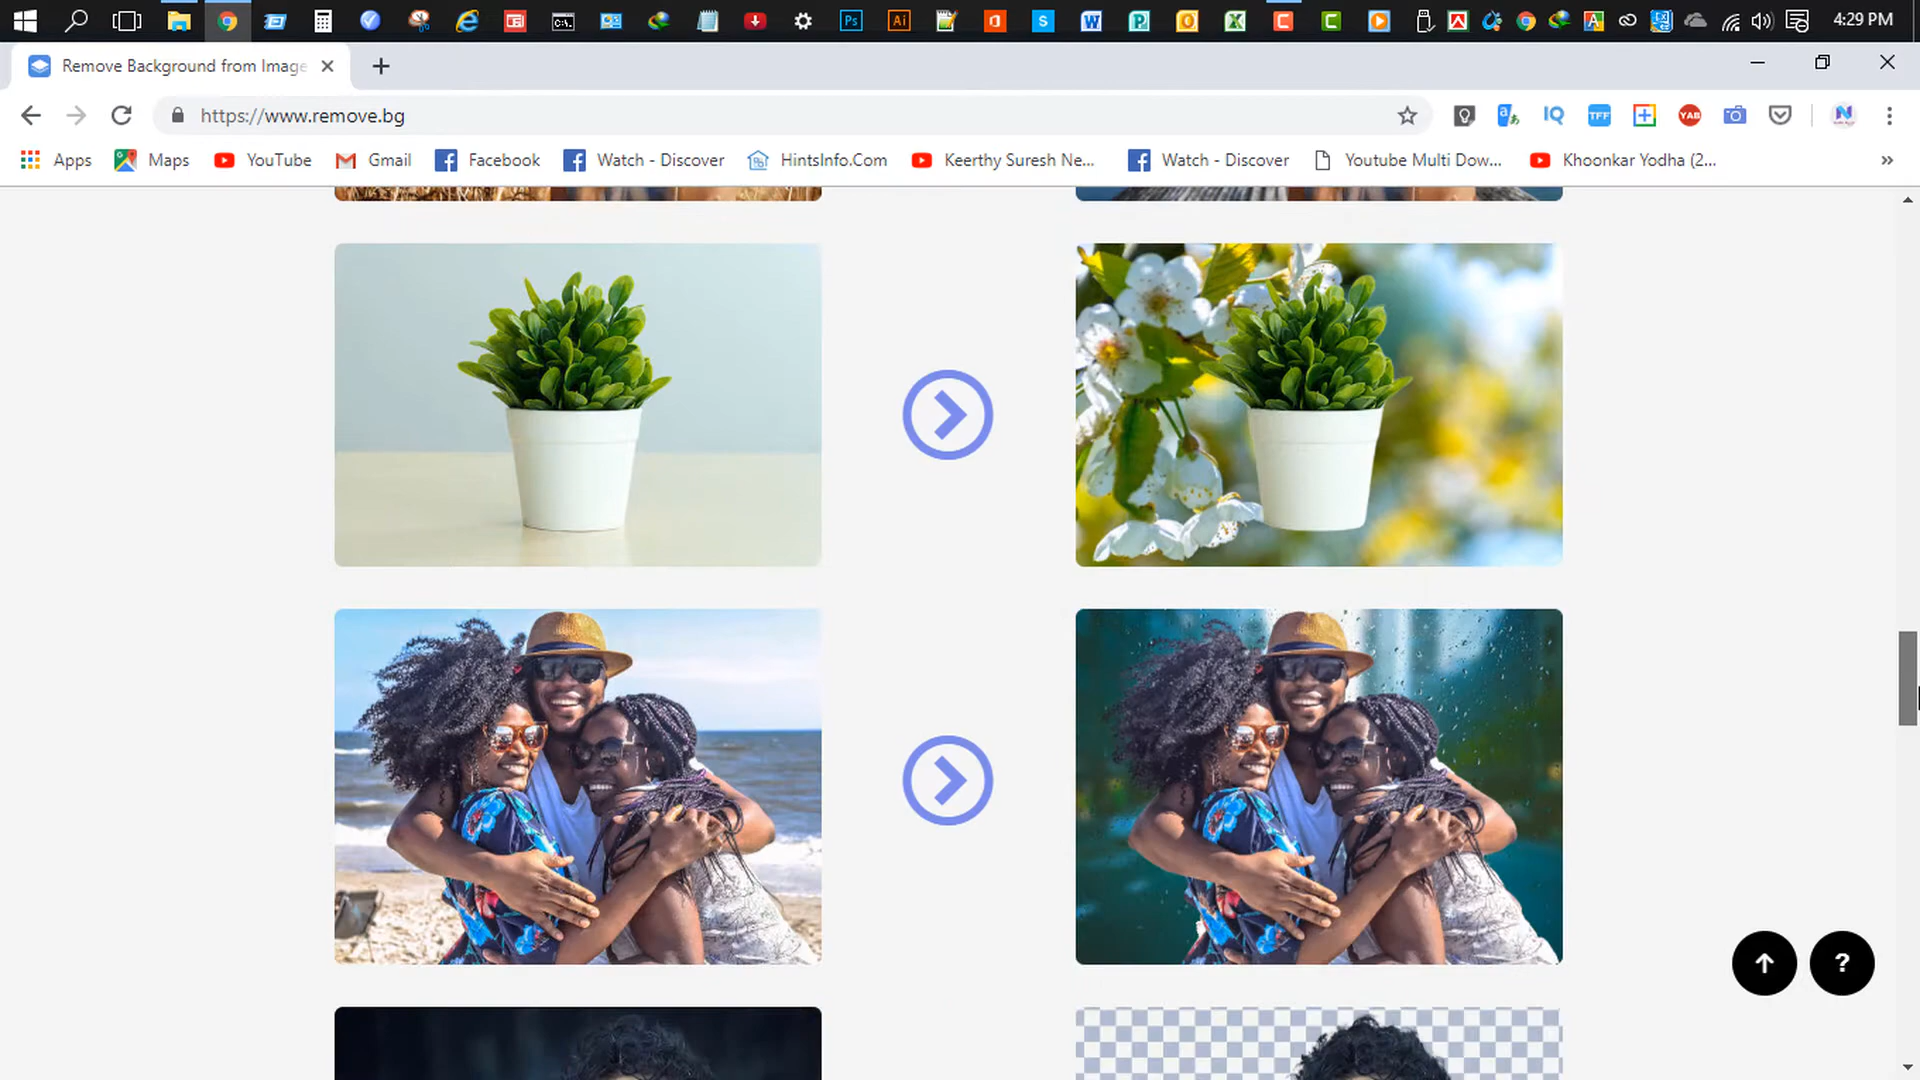 4:29 PM
Remove Background from Image
https://www.remove.bg
Apps
Maps
YouTube
Gmail
Facebook
Watch - Discover
HintsInfo.Com
Keerthy Suresh Ne...
Watch - Discover
Youtube Multi Dow...
Khoonkar Yodha (2...